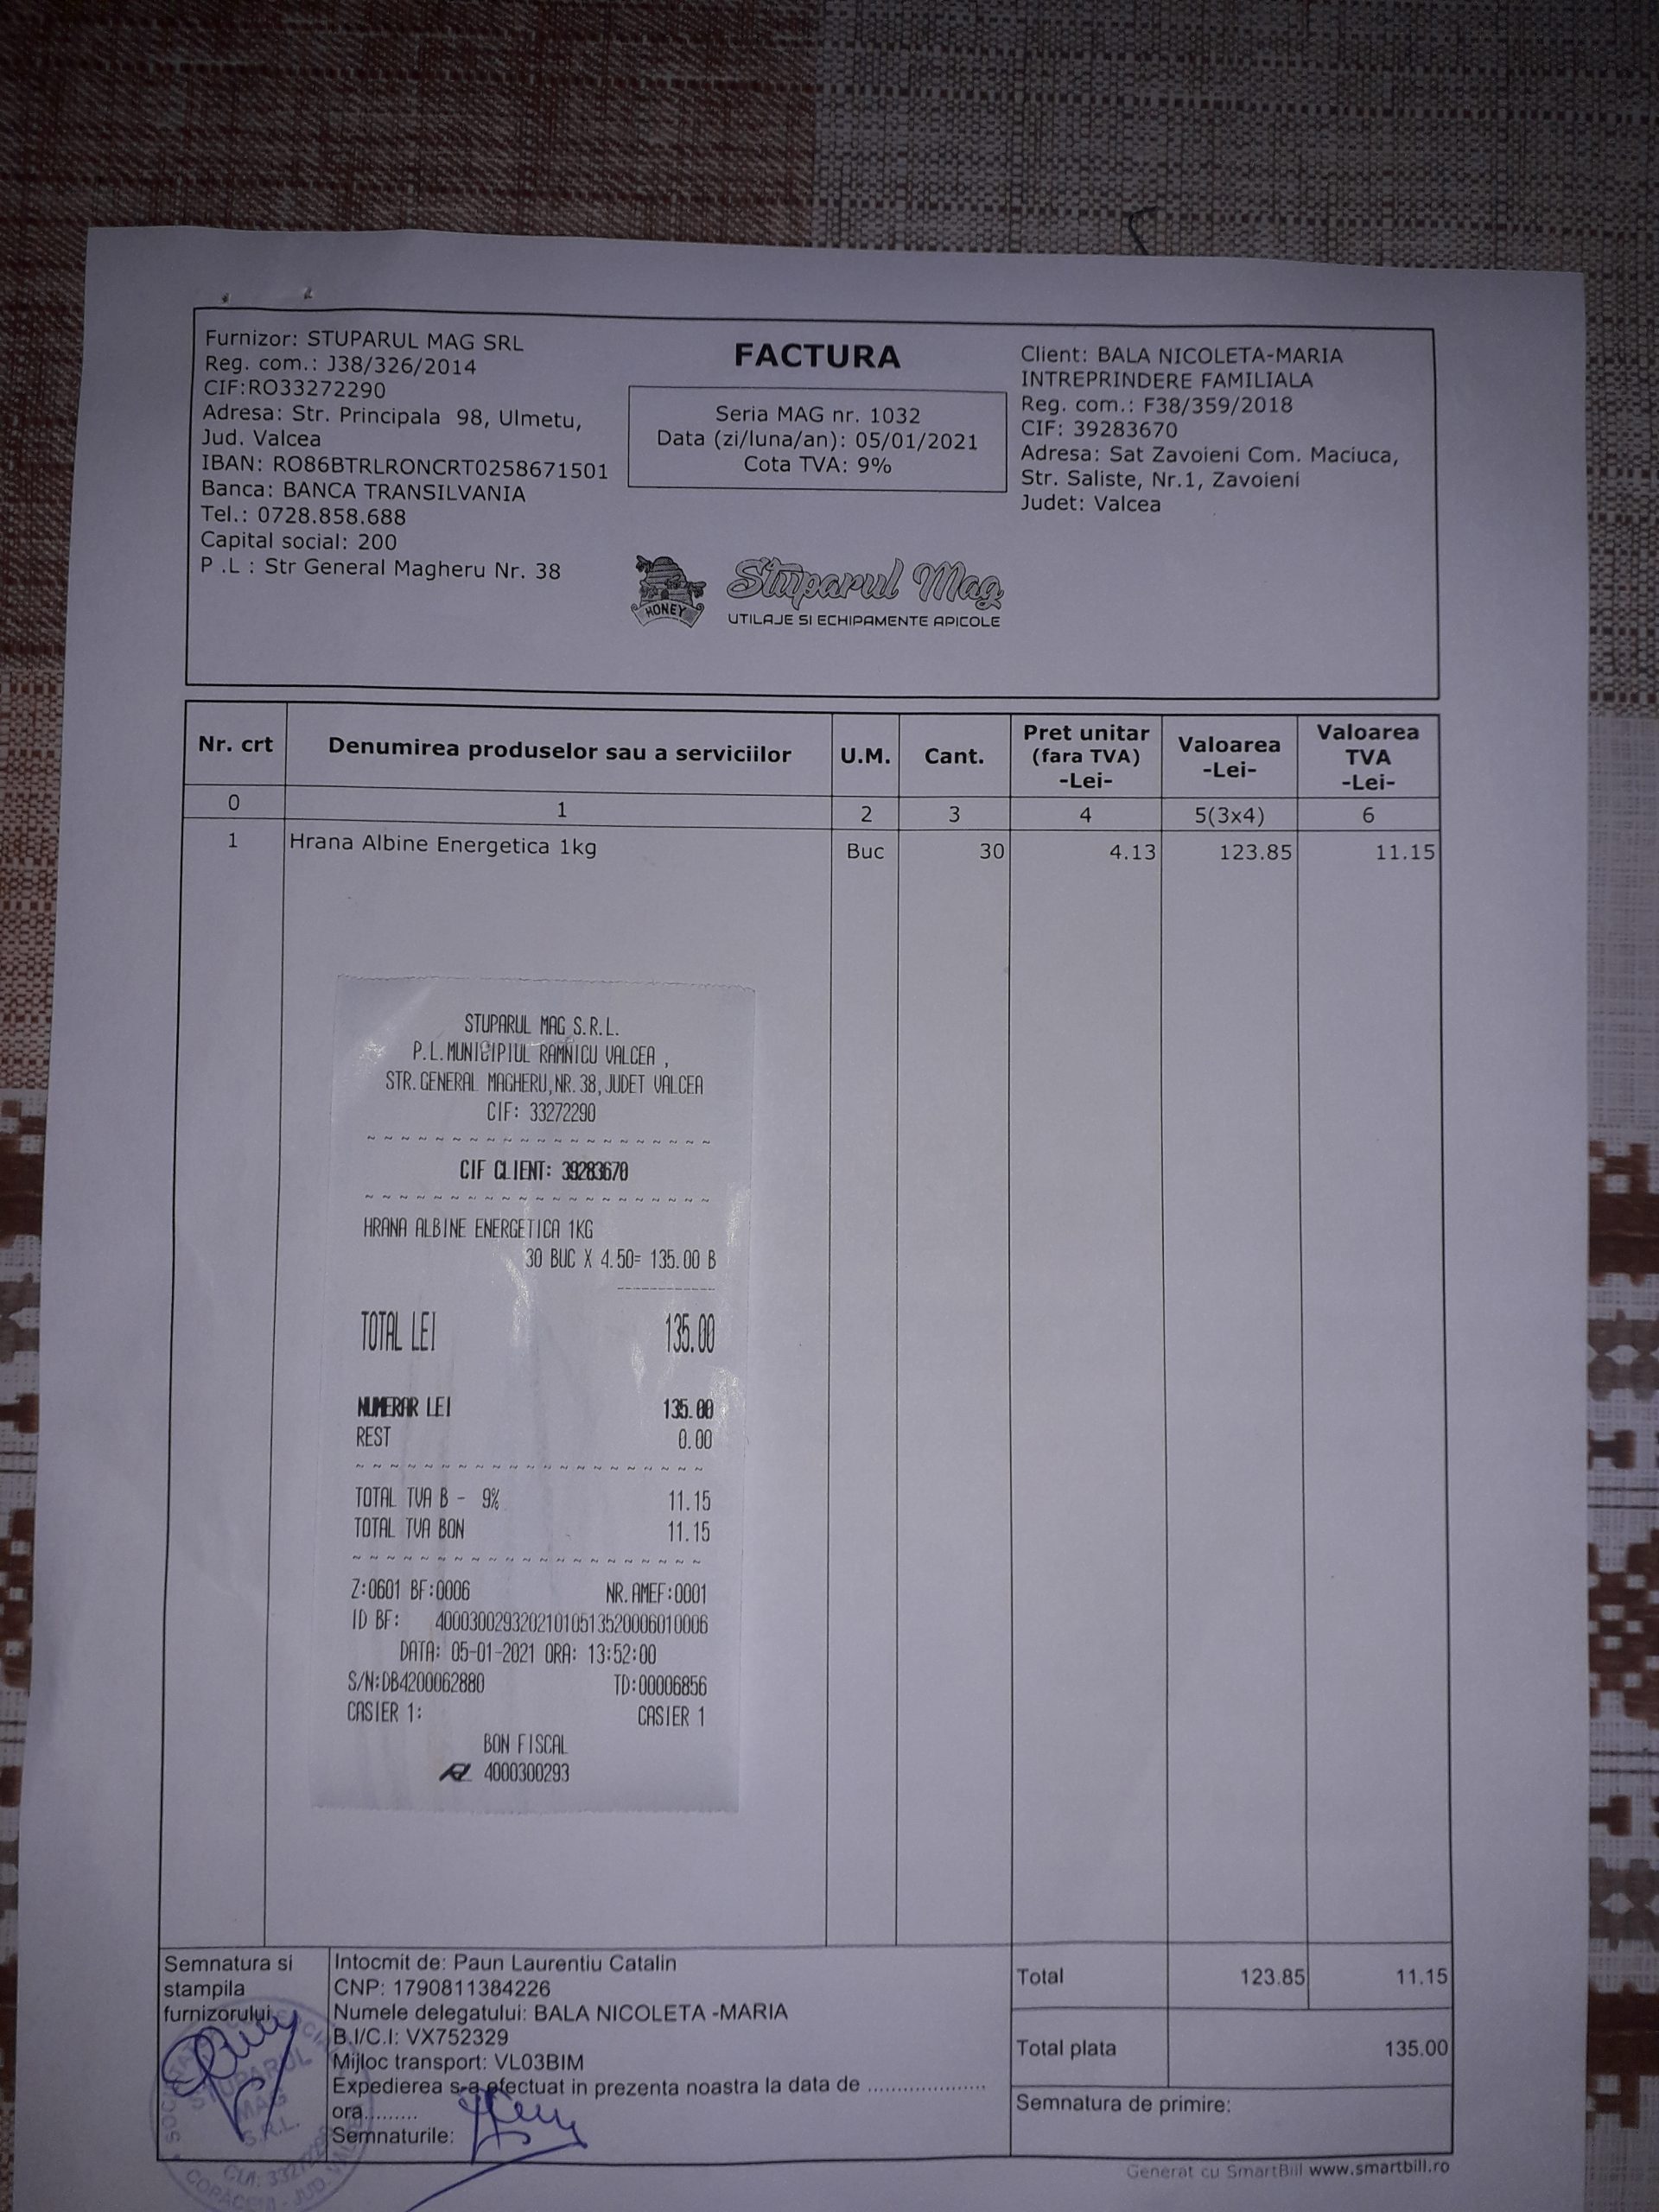 Furnizor: STUPARUL MAG SRL
Reg. com.: J38/326/2014
CIF:RO33272290
Adresa: Str. Principala 98, Ulmetu,
Jud. Valcea
IBAN: RO86BTRLRONCRT0258671501
Banca: BANCA TRANSILVANIA
Tel.: 0728.858.688
Capital social: 200
P .L : Str General Magheru Nr. 38
FACTURA
Seria MAG nr. 1032
Data (zi/luna/an): 05/01/2021
Cota TVA: 9%
HONEY
Stuparul Mag
UTILAJE SI ECHIPAMENTE APICOLE
Client: BALA NICOLETA-MARIA
INTREPRINDERE FAMILIALA
Reg. com.: F38/359/2018
CIF: 39283670
Adresa: Sat Zavoieni Com. Maciuca,
Str. Saliste, Nr.1, Zavoieni
Judet: Valcea
Nr. crt
Denumirea produselor sau a serviciilor
U.M.
Cant.
Pret unitar
(fara TVA)
-Lei-
Valoarea
-Lei-
Valoarea
TVA
-Lei-
0 1 2 3 4 5(3x4) 6
1 Hrana Albine Energetica 1kg Buc 30 4.13 123.85 11.15
STUPARUL MAG S.R.L.
P.L.MUNICIPIUL RAMNICU VALCEA ,
STR.GENERAL MAGHERU,NR.38,JUDET VALCEA
CIF: 33272290
CIF CLIENT: 39283670
HRANA ALBINE ENERGETICA 1KG
30 BUC X 4.50= 135.00 B
TOTAL LEI 135.00
NUMERAR LEI 135.00
REST 0.00
TOTAL TVA B - 9% 11.15
TOTAL TVA BON 11.15
Z:0601 BF:0006 NR.AMEF:0001
ID BF: 4000300293202101051352000601​0006
DATA: 05-01-2021 ORA: 13:52:00
S/N:DB4200062880 TD:00006856
CASIER 1: CASIER 1
BON FISCAL
4000300293
Semnatura si
stampila
furnizorului
Intocmit de: Paun Laurentiu Catalin
CNP: 1790811384226
Numele delegatului: BALA NICOLETA -MARIA
B.I/C.I: VX752329
Mijloc transport: VL03BIM
Expedierea s-a efectuat in prezenta noastra la data de ....................
ora.........
Semnaturile:
Total 123.85 11.15
Total plata 135.00
Semnatura de primire:
STUPARUL
MAG
S.R.L.
Generat cu SmartBill www.smartbill.ro